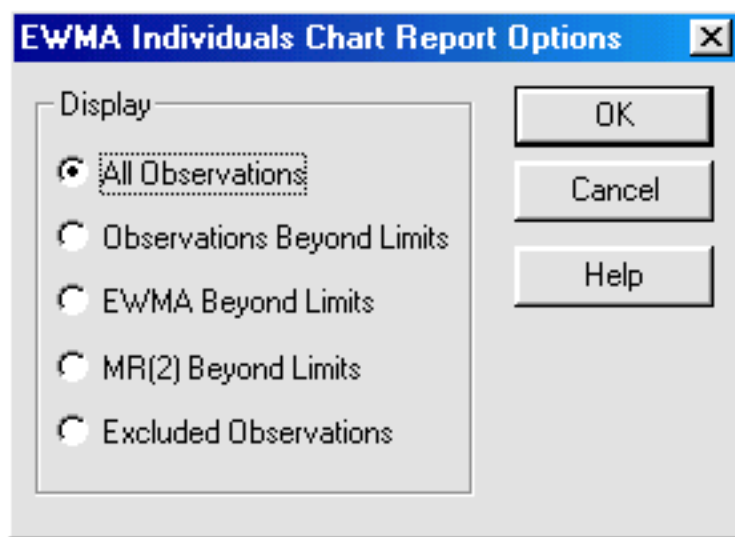 EWMA Individuals Chart Report Options
Display
All Observations
Observations Beyond Limits
EWMA Beyond Limits
MR(2) Beyond Limits
Excluded Observations
OK
Cancel
Help